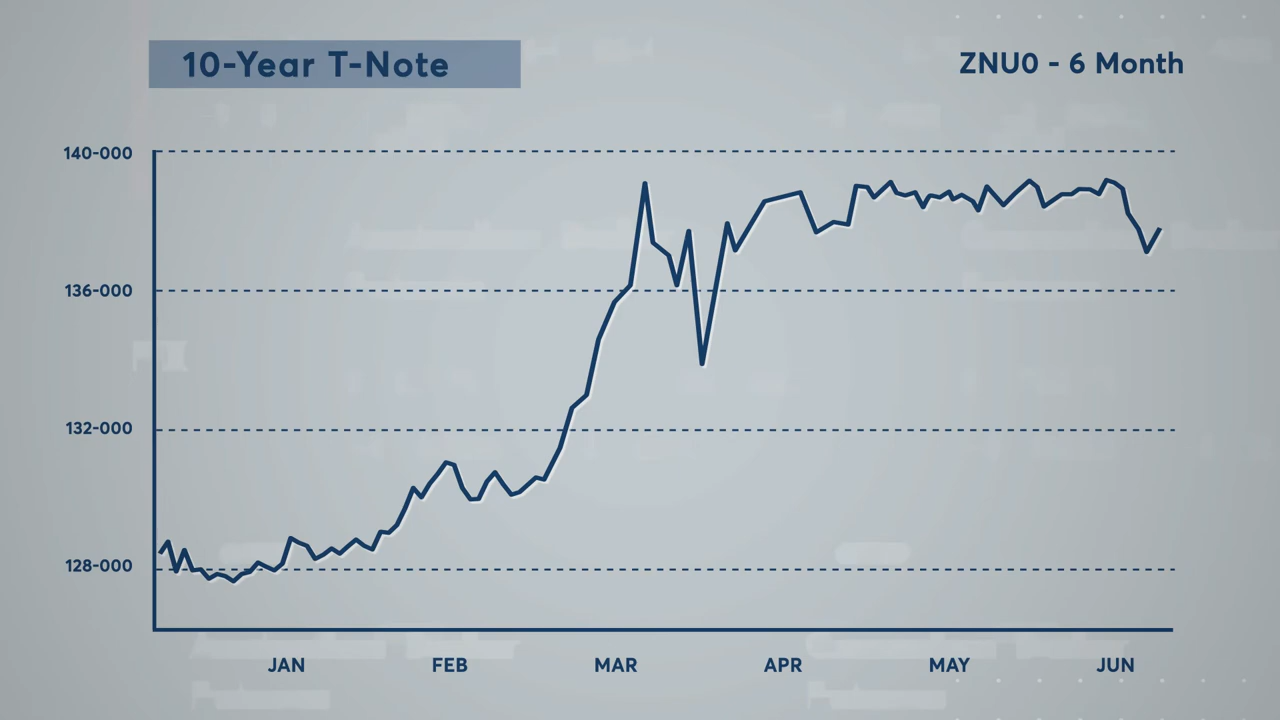 10-Year T-Note
ZNU0 - 6 Month
140-000
136-000
132-000
128-000
JAN FEB MAR APR MAY JUN